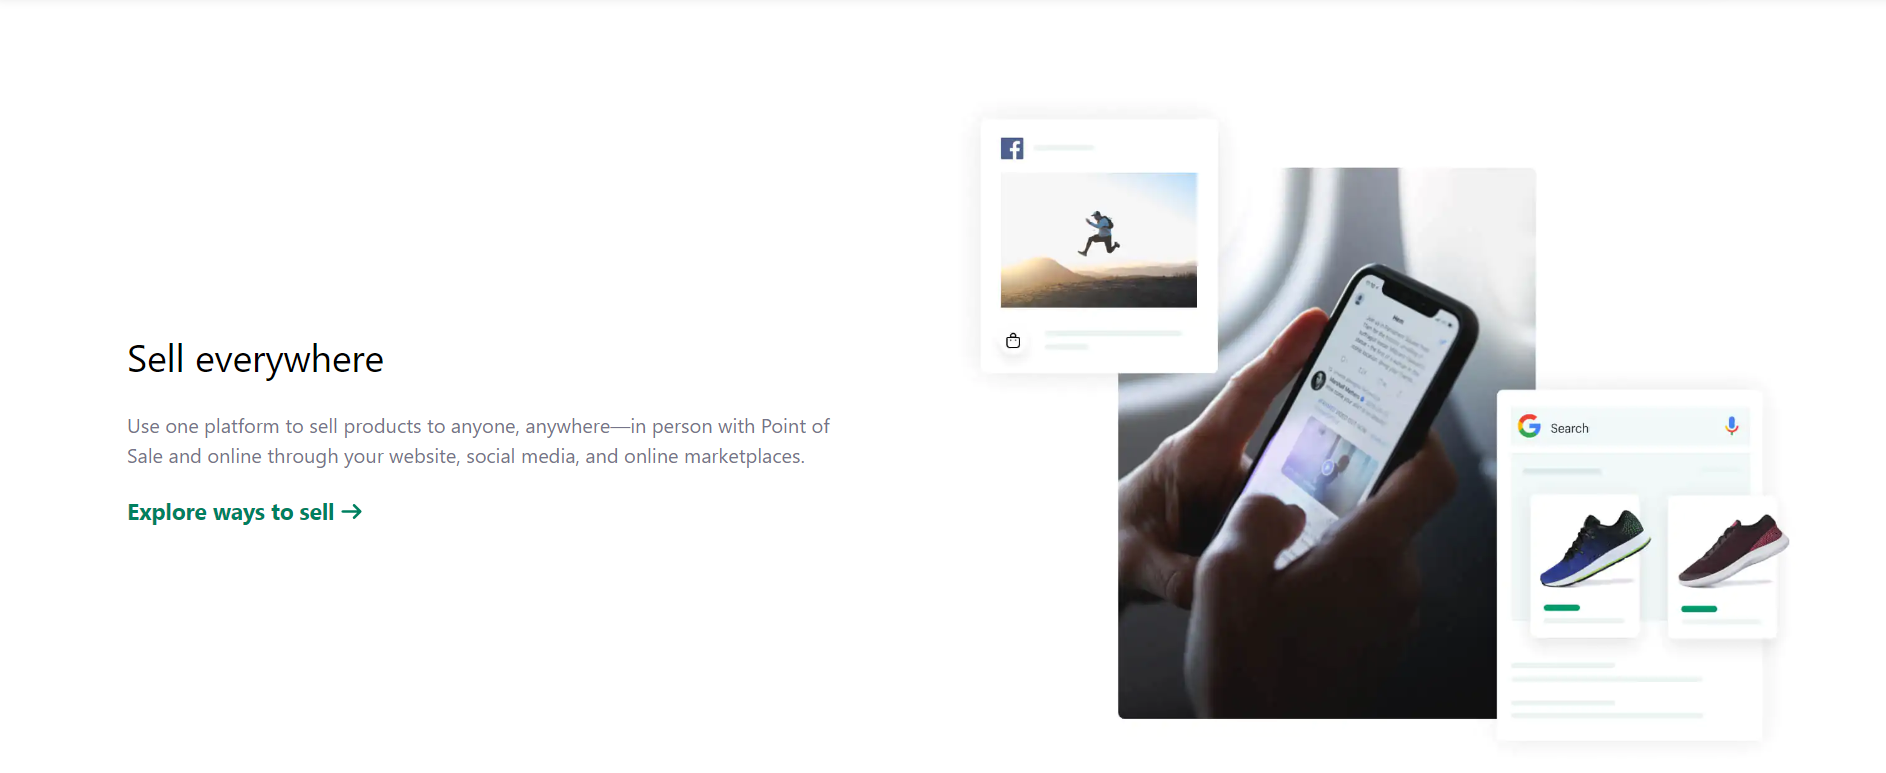 Sell everywhere
Use one platform to sell products to anyone, anywhere—in person with Point of
Sale and online through your website, social media, and online marketplaces.
Explore ways to sell →
Search